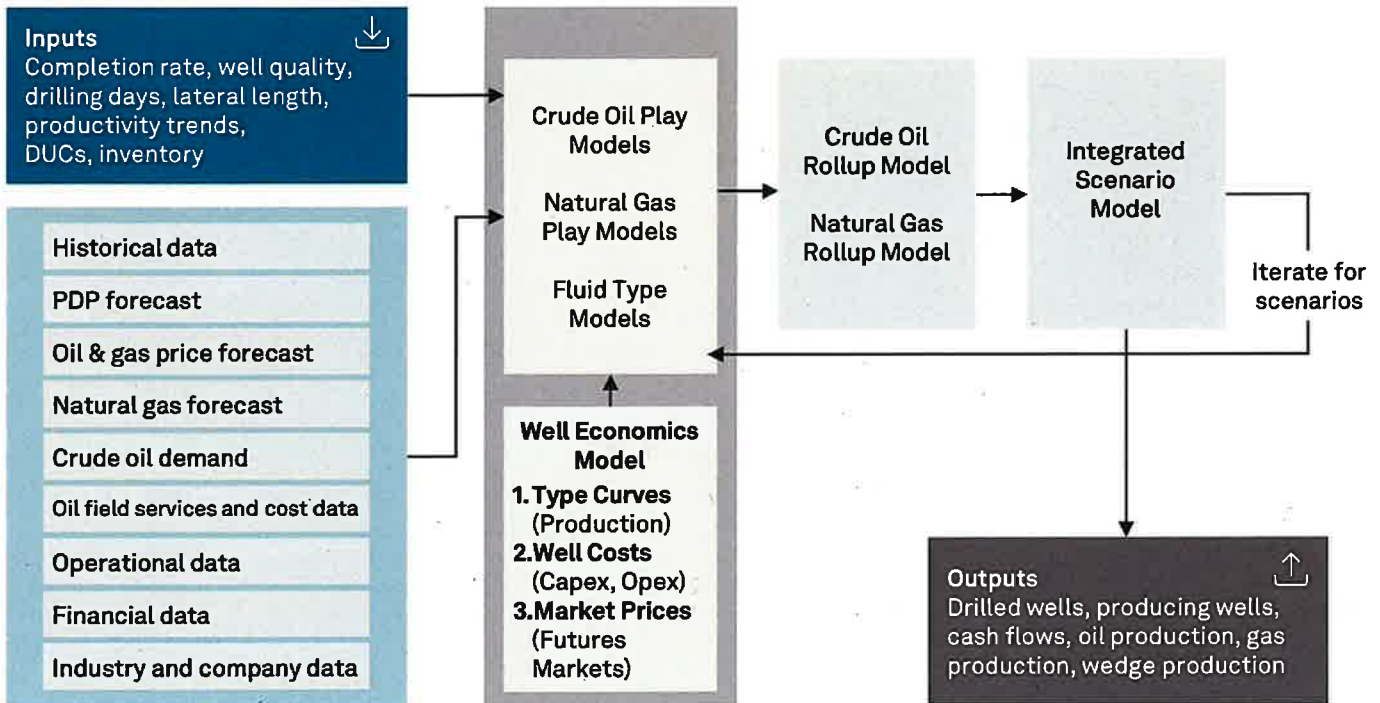 Inputs
Completion rate, well quality,
drilling days, lateral length,
productivity trends,
DUCs, inventory
Historical data
PDP forecast
Oil & gas price forecast
Natural gas forecast
Crude oil demand
Oil field services and cost data
Operational data
Financial data
Industry and company data
Crude Oil Play
Models
Natural Gas
Play Models
Fluid Type
Models
Well Economics
Model
1.Type Curves
(Production)
2.Well Costs
(Capex, Opex)
3.Market Prices
(Futures
Markets)
Crude Oil
Rollup Model
Natural Gas
Rollup Model
Integrated
Scenario
Model
Iterate for
scenarios
Outputs
Drilled wells, producing wells,
cash flows, oil production, gas
production, wedge production